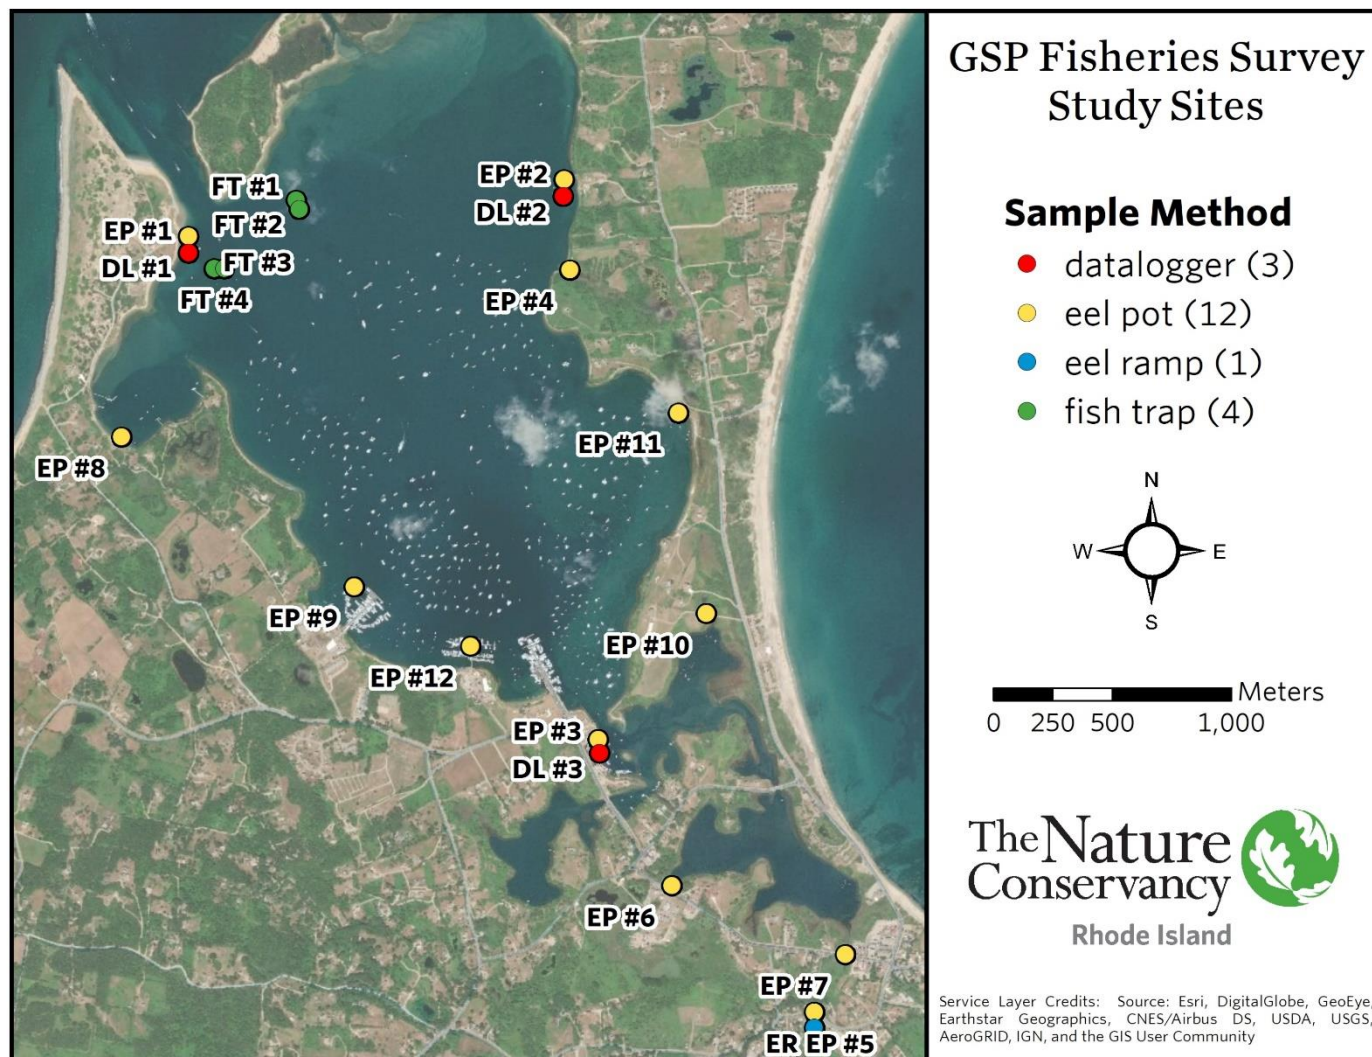 GSP Fisheries Survey
Study Sites
Sample Method
datalogger (3)
eel pot (12)
eel ramp (1)
fish trap (4)
N
W
E
S
Meters
0 250 500 1,000
The Nature
Conservancy
Rhode Island
Service Layer Credits: Source: Esri, DigitalGlobe, GeoEye,
Earthstar Geographics, CNES/Airbus DS, USDA, USGS,
AeroGRID, IGN, and the GIS User Community
EP #2
FT #1
DL #2
FT #2
EP #1
FT #3
DL #1
EP #4
FT #4
EP #11
EP #8
EP #9
EP #10
EP #12
EP #3
DL #3
EP #6
EP #7
ER EP #5